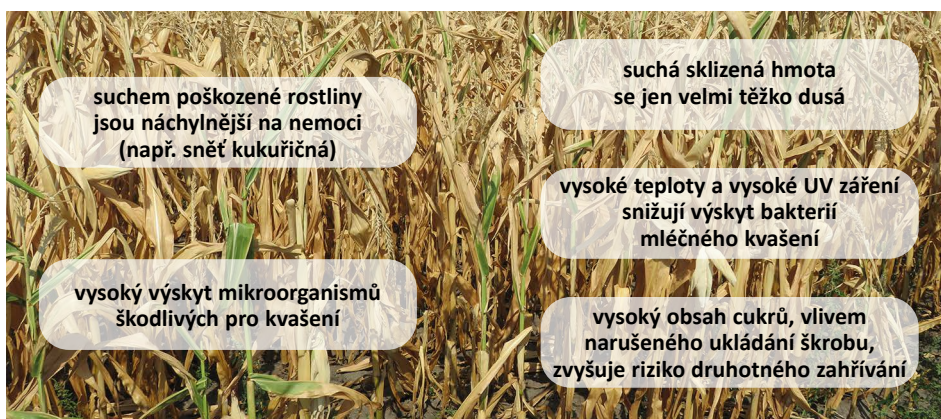 suchem poškozené rostliny
jsou náchylnější na nemoci
(např. sněť kukuřičná)
vysoký výskyt mikroorganismů
škodlivých pro kvašení
suchá sklizená hmota
se jen velmi těžko dusá
vysoké teploty a vysoké UV záření
snižují výskyt bakterií
mléčného kvašení
vysoký obsah cukrů, vlivem
narušeného ukládání škrobu,
zvyšuje riziko druhotného zahřívání